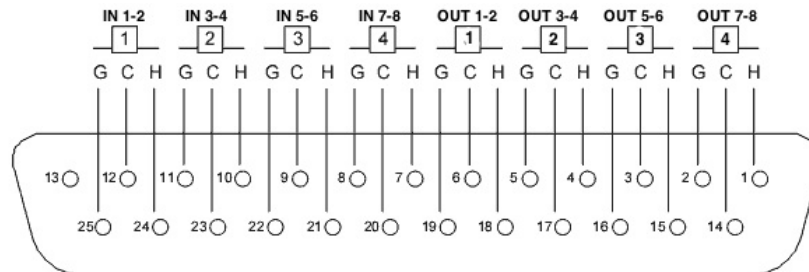 IN 1-2 IN 3-4 IN 5-6 IN 7-8 OUT 1-2 OUT 3-4 OUT 5-6 OUT 7-8
1 2 3 4 1 2 3 4
G C H G C H G C H G C H G C H G C H G C H G C H
13 12 11 10 9 8 7 6 5 4 3 2 1
25 24 23 22 21 20 19 18 17 16 15 14